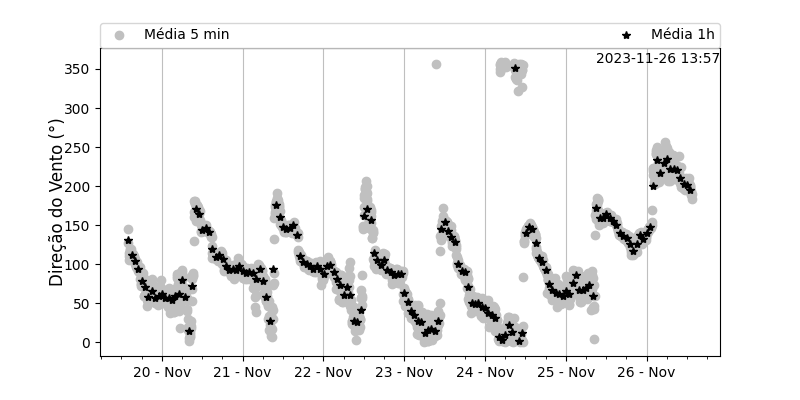 Média 5 min
Média 1h
2023-11-26 13:57
Direção do Vento (°)
350
300
250
200
150
100
50
0
20 - Nov
21 - Nov
22 - Nov
23 - Nov
24 - Nov
25 - Nov
26 - Nov